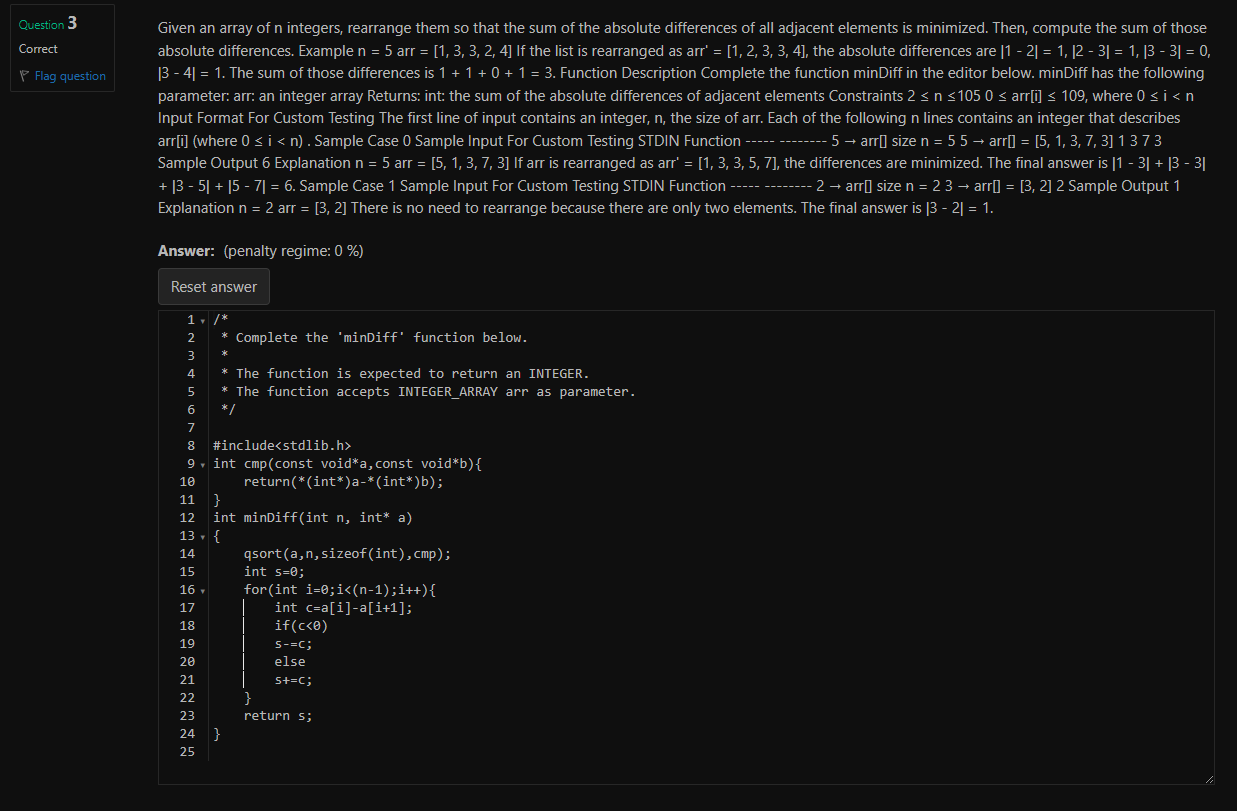 Question 3
Correct
Flag question
Given an array of n integers, rearrange them so that the sum of the absolute differences of all adjacent elements is minimized. Then, compute the sum of those
absolute differences. Example n = 5 arr = [1, 3, 3, 2, 4] If the list is rearranged as arr' = [1, 2, 3, 3, 4], the absolute differences are |1 - 2| = 1, |2 - 3| = 1, |3 - 3| = 0,
|3 - 4| = 1. The sum of those differences is 1 + 1 + 0 + 1 = 3. Function Description Complete the function minDiff in the editor below. minDiff has the following
parameter: arr: an integer array Returns: int: the sum of the absolute differences of adjacent elements Constraints 2 ≤ n ≤105 0 ≤ arr[i] ≤ 109, where 0 ≤ i < n
Input Format For Custom Testing The first line of input contains an integer, n, the size of arr. Each of the following n lines contains an integer that describes
arr[i] (where 0 ≤ i < n) . Sample Case 0 Sample Input For Custom Testing STDIN Function ----- -------- 5 → arr[] size n = 5 5 → arr[] = [5, 1, 3, 7, 3] 1 3 7 3
Sample Output 6 Explanation n = 5 arr = [5, 1, 3, 7, 3] If arr is rearranged as arr' = [1, 3, 3, 5, 7], the differences are minimized. The final answer is |1 - 3| + |3 - 3|
+ |3 - 5| + |5 - 7| = 6. Sample Case 1 Sample Input For Custom Testing STDIN Function ----- -------- 2 → arr[] size n = 2 3 → arr[] = [3, 2] 2 Sample Output 1
Explanation n = 2 arr = [3, 2] There is no need to rearrange because there are only two elements. The final answer is |3 - 2| = 1.
Answer: (penalty regime: 0 %)
Reset answer
1 /*
2  * Complete the 'minDiff' function below.
3  *
4  * The function is expected to return an INTEGER.
5  * The function accepts INTEGER_ARRAY arr as parameter.
6  */
7
8 #include<stdlib.h>
9 int cmp(const void*a,const void*b){
10     return(*(int*)a-*(int*)b);
11 }
12 int minDiff(int n, int* a)
13 {
14     qsort(a,n,sizeof(int),cmp);
15     int s=0;
16     for(int i=0;i<(n-1);i++){
17         int c=a[i]-a[i+1];
18         if(c<0)
19         s-=c;
20         else
21         s+=c;
22     }
23     return s;
24 }
25